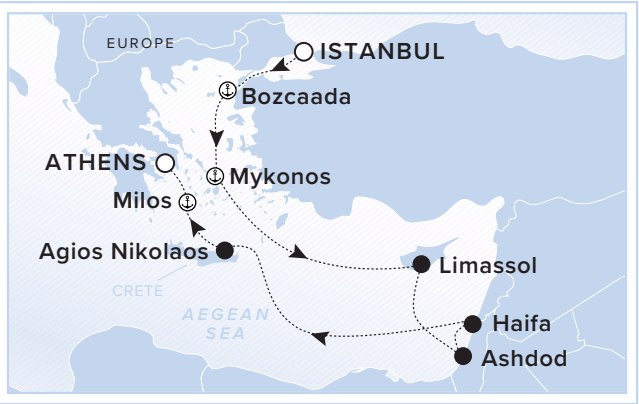 EUROPE
ISTANBUL
Bozcaada
ATHENS
Mykonos
Milos
Agios Nikolaos
Limassol
CRETE
AEGEAN
SEA
Haifa
Ashdod